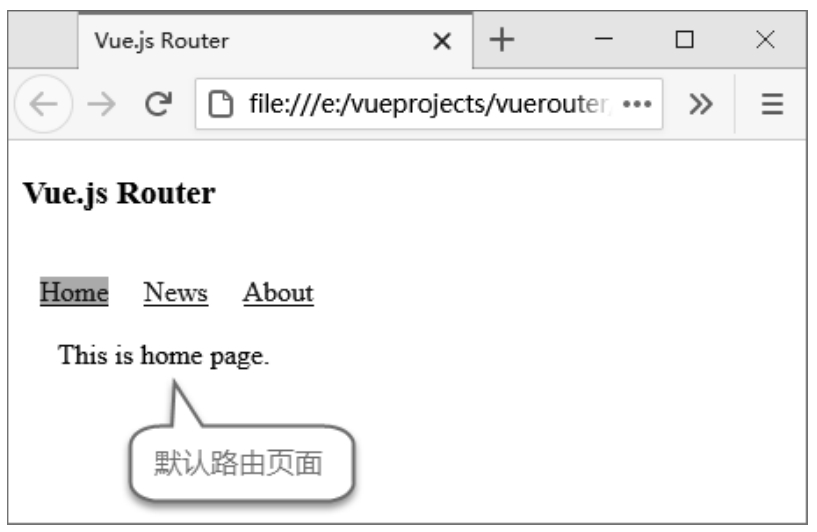 Vue.js Router
file:///e:/vueprojects/vuerouter
Vue.js Router
Home News About
This is home page.
默认路由页面